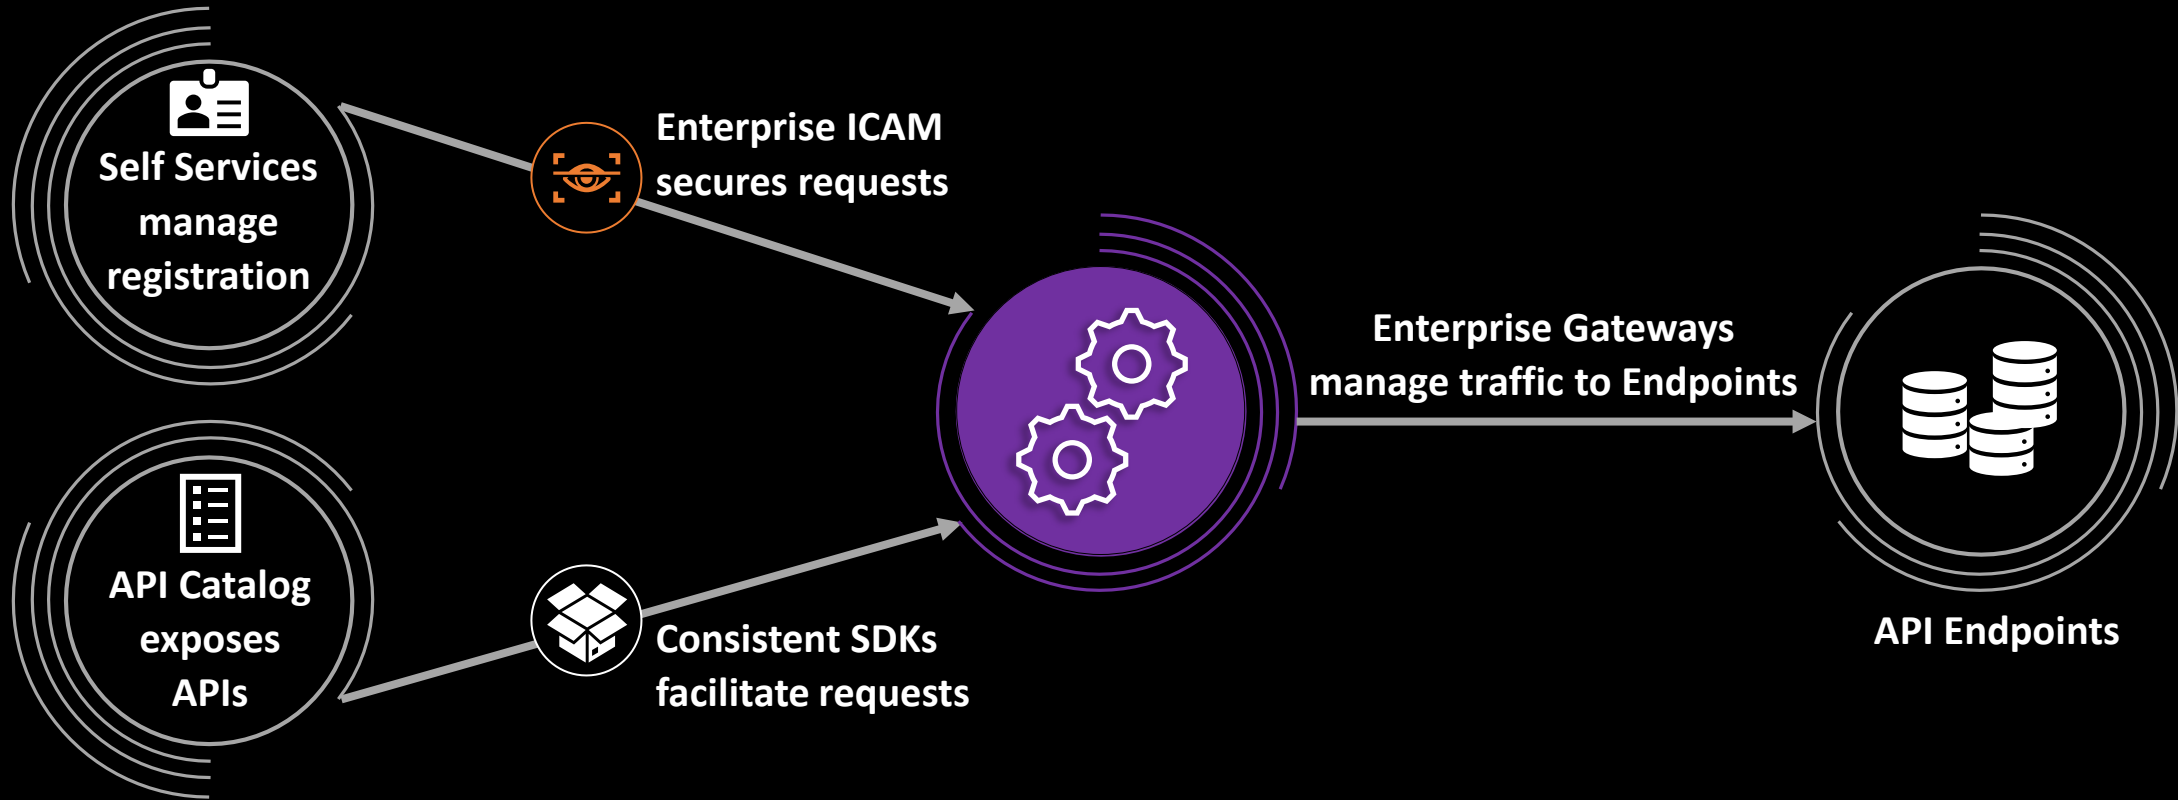 Self Services
manage
registration
Enterprise ICAM
secures requests
API Catalog
exposes
APIs
Consistent SDKs
facilitate requests
Enterprise Gateways
manage traffic to Endpoints
API Endpoints